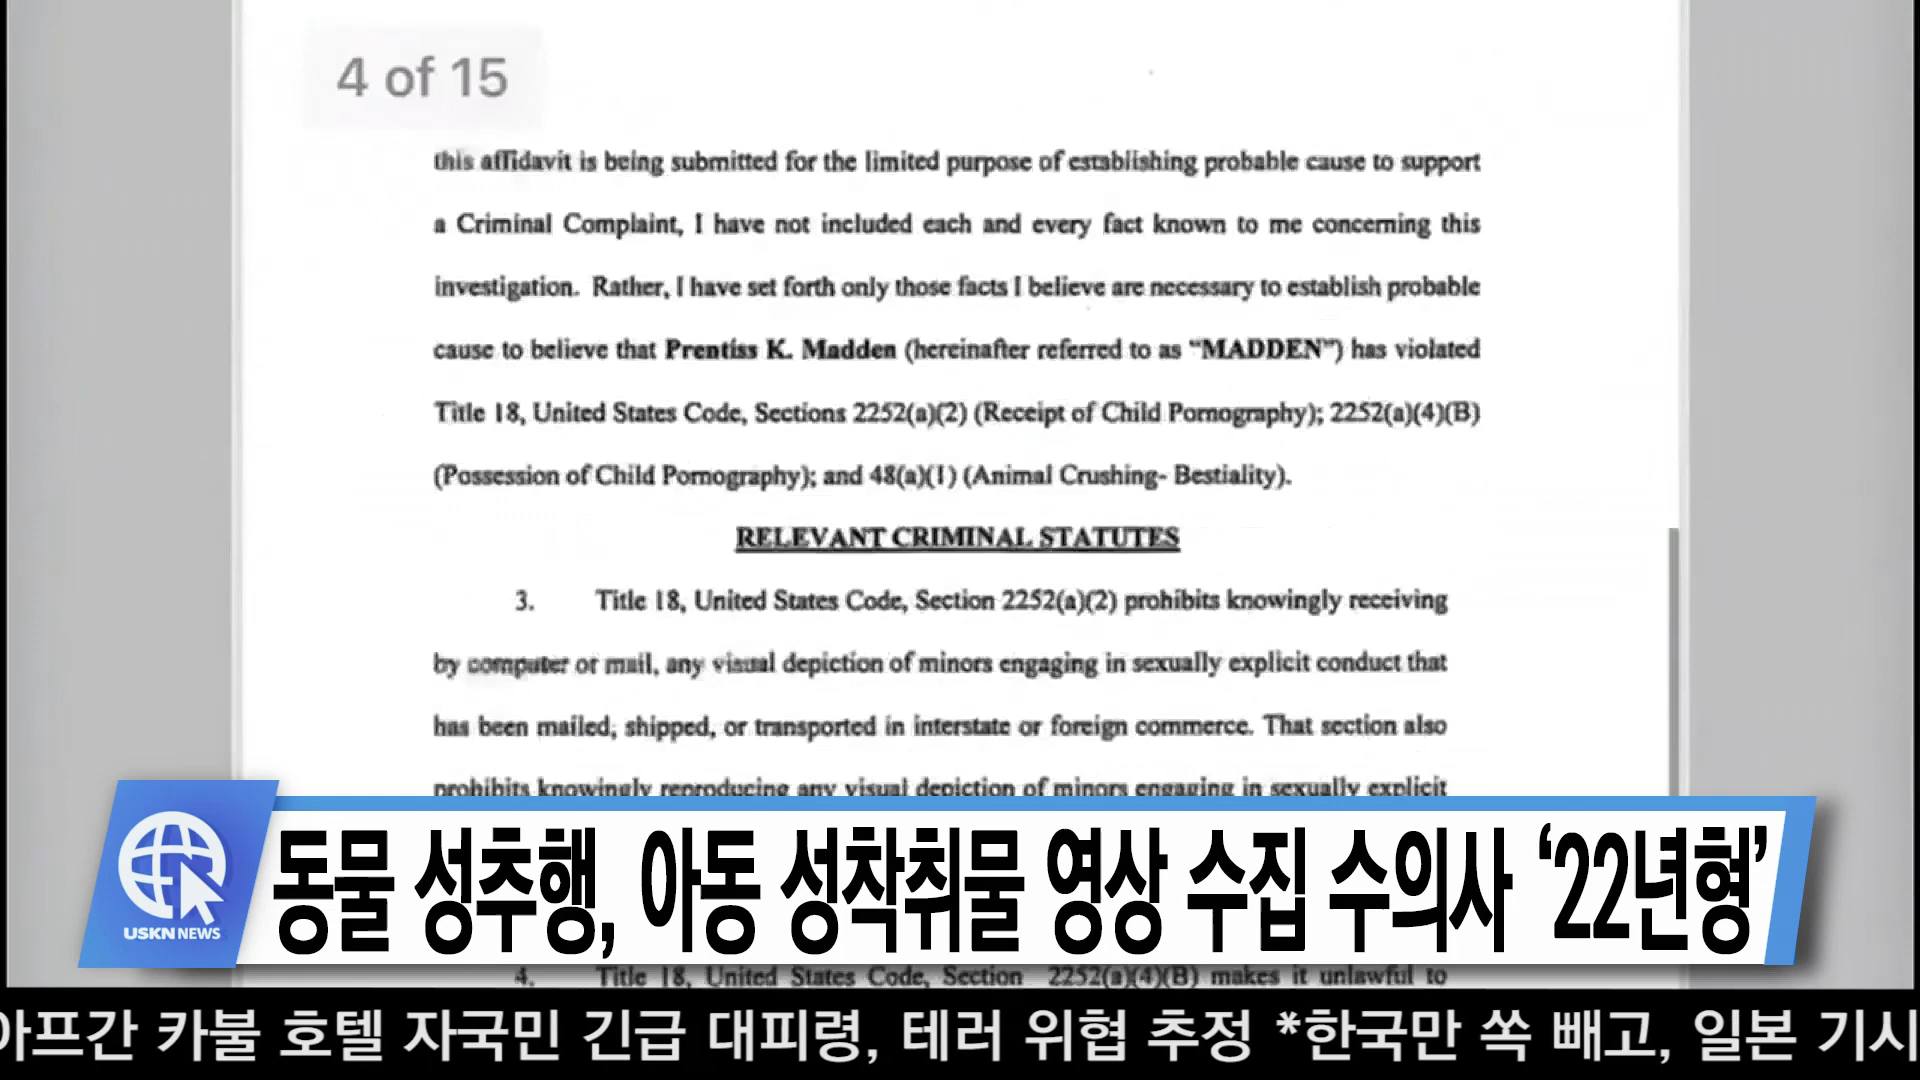 4 of 15
this affidavit is being submitted for the limited purpose of establishing probable cause to support
a Criminal Complaint, I have not included each and every fact known to me concerning this
investigation. Rather, I have set forth only those facts I believe are necessary to establish probable
cause to believe that Prentiss K. Madden (hereinafter referred to as “MADDEN”) has violated
Title 18, United States Code, Sections 2252(a)(2) (Receipt of Child Pornography); 2252(a)(4)(B)
(Possession of Child Pornography); and 48(a)(1) (Animal Crushing- Bestiality).
RELEVANT CRIMINAL STATUTES
3. Title 18, United States Code, Section 2252(a)(2) prohibits knowingly receiving
by computer or mail, any visual depiction of minors engaging in sexually explicit conduct that
has been mailed, shipped, or transported in interstate or foreign commerce. That section also
prohibits knowingly reproducing any visual depiction of minors engaging in sexually explicit
동물 성추행, 아동 성착취물 영상 수집 수의사 ‘22년형’
USKN NEWS
4. Title 18, United States Code, Section 2252(a)(4)(B) makes it unlawful to
아프간 카불 호텔 자국민 긴급 대피령, 테러 위협 추정 *한국만 쏙 빼고, 일본 기시